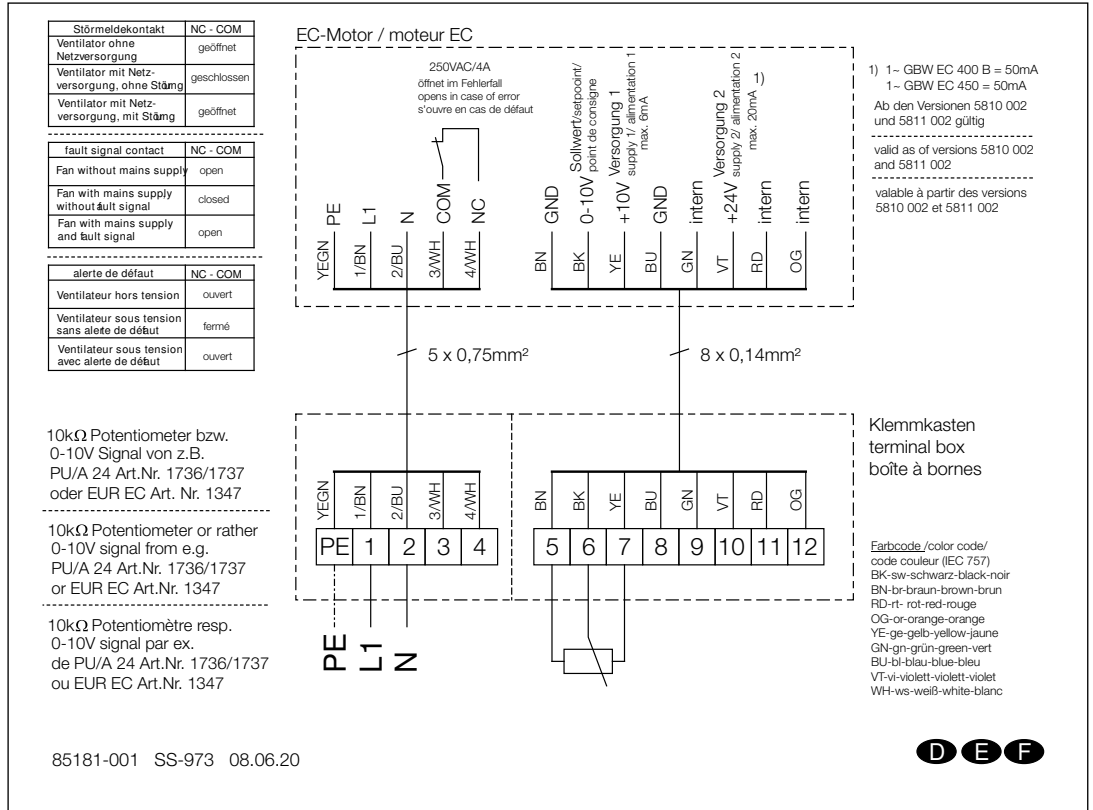 Störmeldekontakt NC - COM
Ventilator ohne
Netzversorgung geöffnet
Ventilator mit Netz-
versorgung, ohne Störung geschlossen
Ventilator mit Netz-
versorgung, mit Störung geöffnet
fault signal contact NC - COM
Fan without mains supply open
Fan with mains supply
without fault signal closed
Fan with mains supply
and fault signal open
alerte de défaut NC - COM
Ventilateur hors tension ouvert
Ventilateur sous tension
sans alerte de défaut fermé
Ventilateur sous tension
avec alerte de défaut ouvert
EC-Motor / moteur EC
250VAC/4A
öffnet im Fehlerfall
opens in case of error
s'ouvre en cas de défaut
PE
L1
N
COM
NC
GND
0-10V Sollwert/setpooint/
point de consigne
+10V Versorgung 1
supply 1/ alimentation 1
max. 6mA
GND
intern
+24V Versorgung 2
supply 2/ alimentation 2
max. 20mA 1)
intern
intern
YEGN
1/BN
2/BU
3/WH
4/WH
BN
BK
YE
BU
GN
VT
RD
OG
1) 1~ GBW EC 400 B = 50mA
1~ GBW EC 450 = 50mA
Ab den Versionen 5810 002
und 5811 002 gültig
valid as of versions 5810 002
and 5811 002
valable à partir des versions
5810 002 et 5811 002
5 x 0,75mm²
8 x 0,14mm²
10kΩ Potentiometer bzw.
0-10V Signal von z.B.
PU/A 24 Art.Nr. 1736/1737
oder EUR EC Art. Nr. 1347
10kΩ Potentiometer or rather
0-10V signal from e.g.
PU/A 24 Art.Nr. 1736/1737
or EUR EC Art.Nr. 1347
10kΩ Potentiomètre resp.
0-10V signal par ex.
de PU/A 24 Art.Nr. 1736/1737
ou EUR EC Art.Nr. 1347
YEGN
1/BN
2/BU
3/WH
4/WH
BN
BK
YE
BU
GN
VT
RD
OG
PE 1 2 3 4
5 6 7 8 9 10 11 12
PE
L1
N
Klemmkasten
terminal box
boîte à bornes
Farbcode /color code/
code couleur (IEC 757)
BK-sw-schwarz-black-noir
BN-br-braun-brown-brun
RD-rt- rot-red-rouge
OG-or-orange-orange
YE-ge-gelb-yellow-jaune
GN-gn-grün-green-vert
BU-bl-blau-blue-bleu
VT-vi-violett-violett-violet
WH-ws-weiß-white-blanc
85181-001 SS-973 08.06.20
D E F